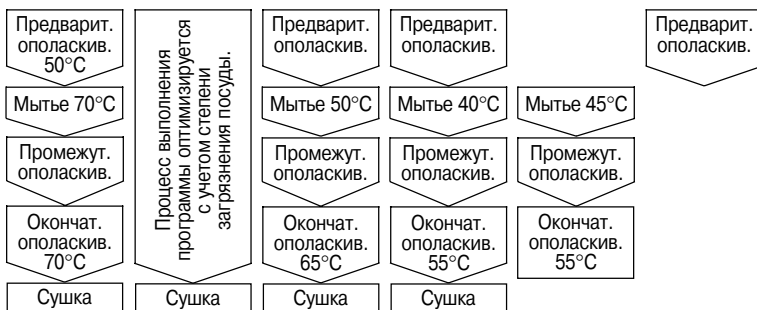 Предварит.
ополаскив.
50°C
Мытье 70°C
Промежут.
ополаскив.
Окончат.
ополаскив.
70°C
Сушка
Процесс выполнения
программы оптимизируется
с учетом степени
загрязнения посуды.
Сушка
Предварит.
ополаскив.
Мытье 50°C
Промежут.
ополаскив.
Окончат.
ополаскив.
65°C
Сушка
Предварит.
ополаскив.
Мытье 40°C
Промежут.
ополаскив.
Окончат.
ополаскив.
55°C
Сушка
Мытье 45°C
Промежут.
ополаскив.
Окончат.
ополаскив.
55°C
Предварит.
ополаскив.